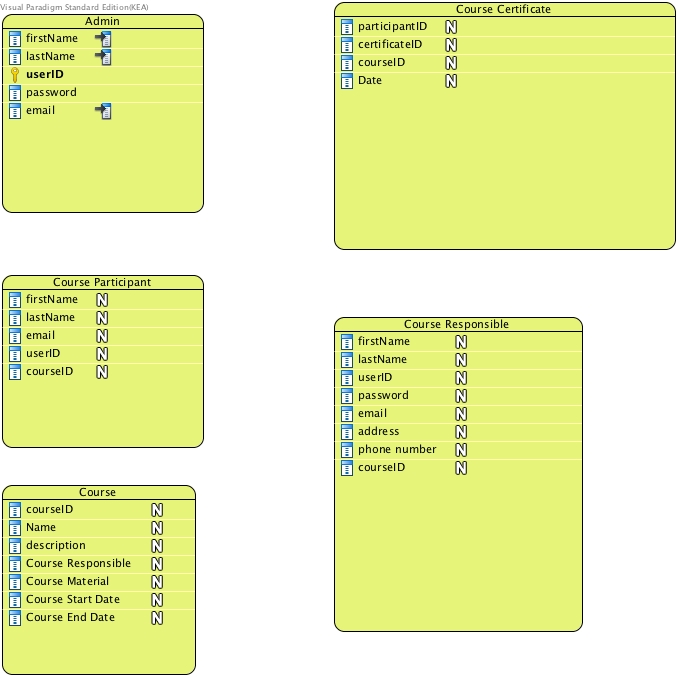 Visual Paradigm Standard Edition(KEA)
Admin
firstName
lastName
userID
password
email
Course Certificate
participantID
certificateID
courseID
Date
Course Participant
firstName
lastName
email
userID
courseID
Course Responsible
firstName
lastName
userID
password
email
address
phone number
courseID
Course
courseID
Name
description
Course Responsible
Course Material
Course Start Date
Course End Date